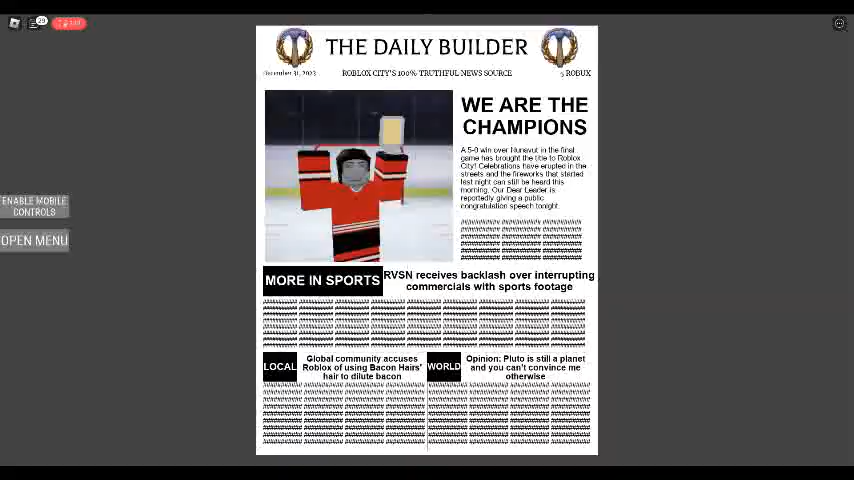 THE DAILY BUILDER
December 31, 2023
ROBLOX CITY'S 100% TRUTHFUL NEWS SOURCE
5 ROBUX
WE ARE THE
CHAMPIONS
A 5-0 win over Nunavut in the final
game has brought the title to Roblox
City! Celebrations have erupted in the
streets and the fireworks that started
last night can still be heard this
morning. Our Dear Leader is
reportedly giving a public
congratulation speech tonight.
ENABLE MOBILE
CONTROLS
OPEN MENU
MORE IN SPORTS
RVSN receives backlash over interrupting
commercials with sports footage
LOCAL
Global community accuses
Roblox of using Bacon Hairs'
hair to dilute bacon
WORLD
Opinion: Pluto is still a planet
and you can't convince me
otherwise